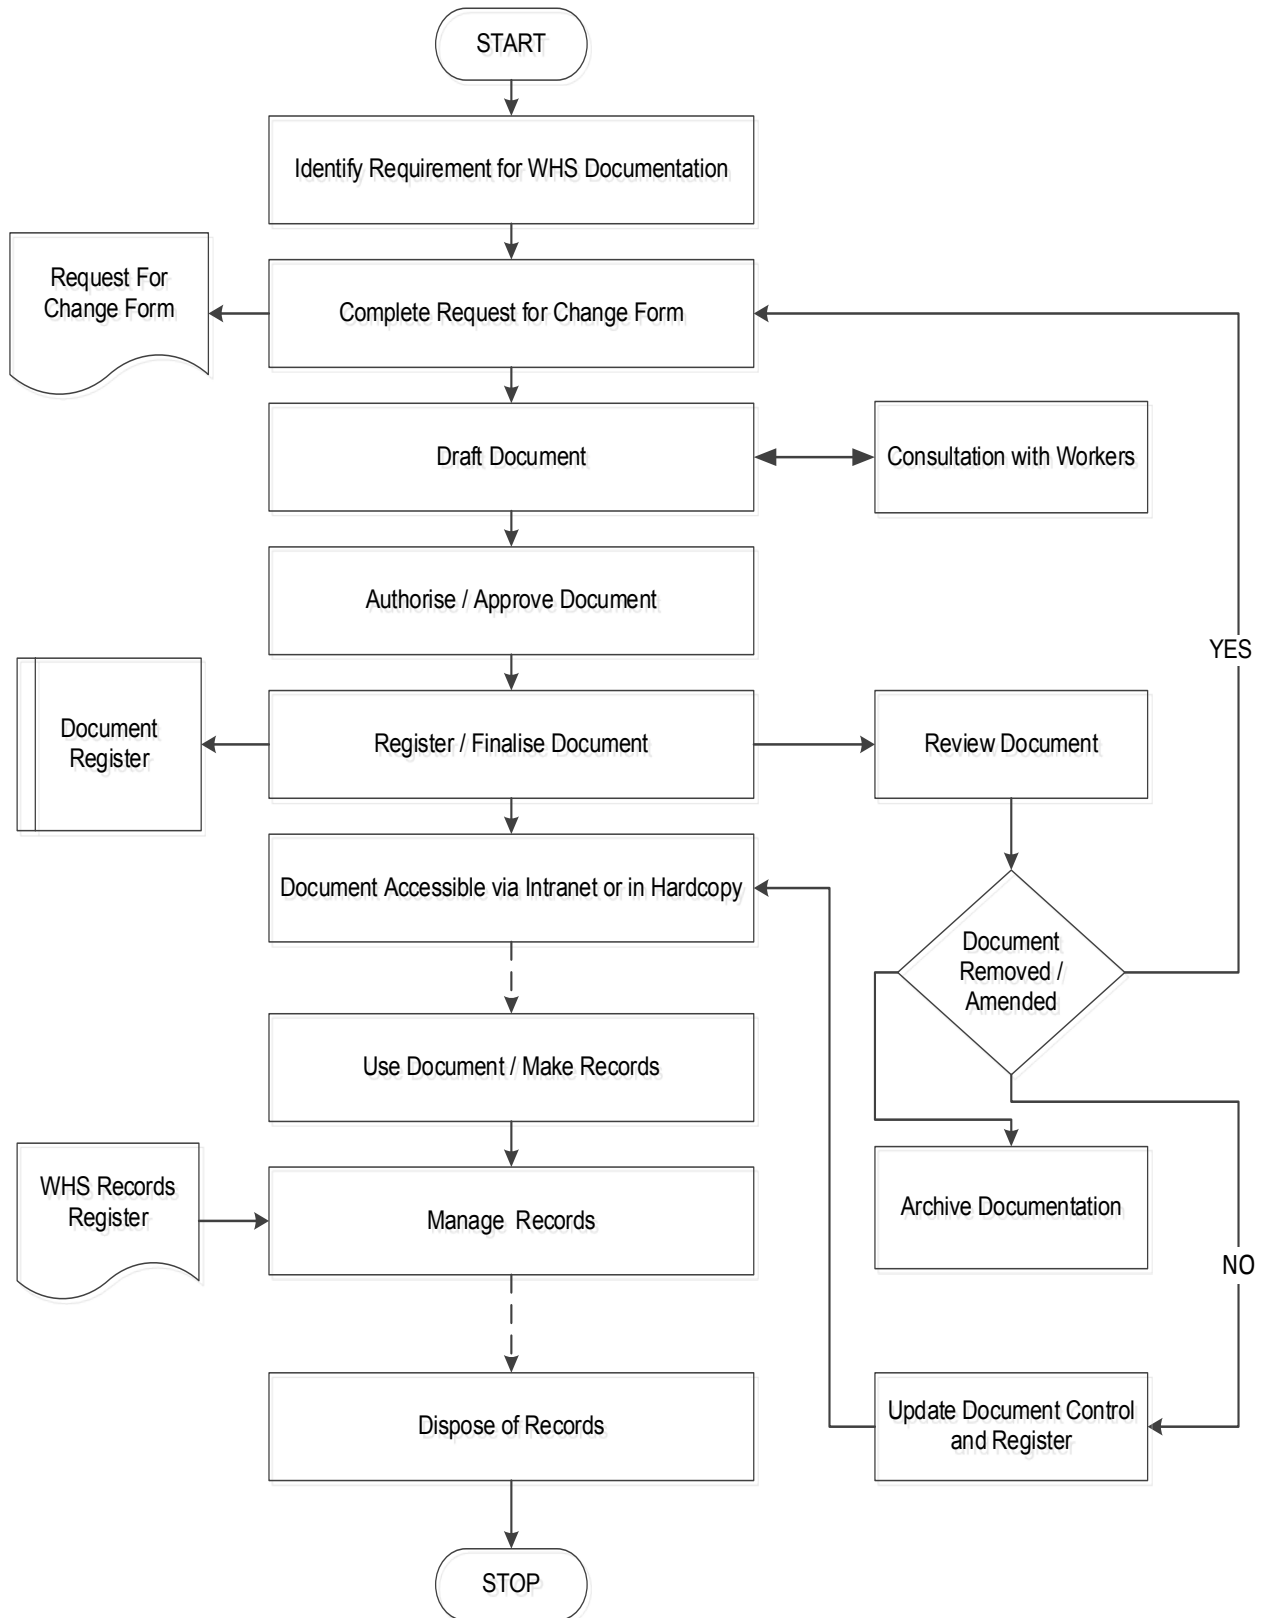 START
Identify Requirement for WHS Documentation
Request For
Change Form
Complete Request for Change Form
Draft Document
Consultation with Workers
Authorise / Approve Document
YES
Document
Register
Register / Finalise Document
Review Document
Document Accessible via Intranet or in Hardcopy
Document
Removed /
Amended
Use Document / Make Records
WHS Records
Register
Manage Records
Archive Documentation
NO
Dispose of Records
Update Document Control
and Register
STOP